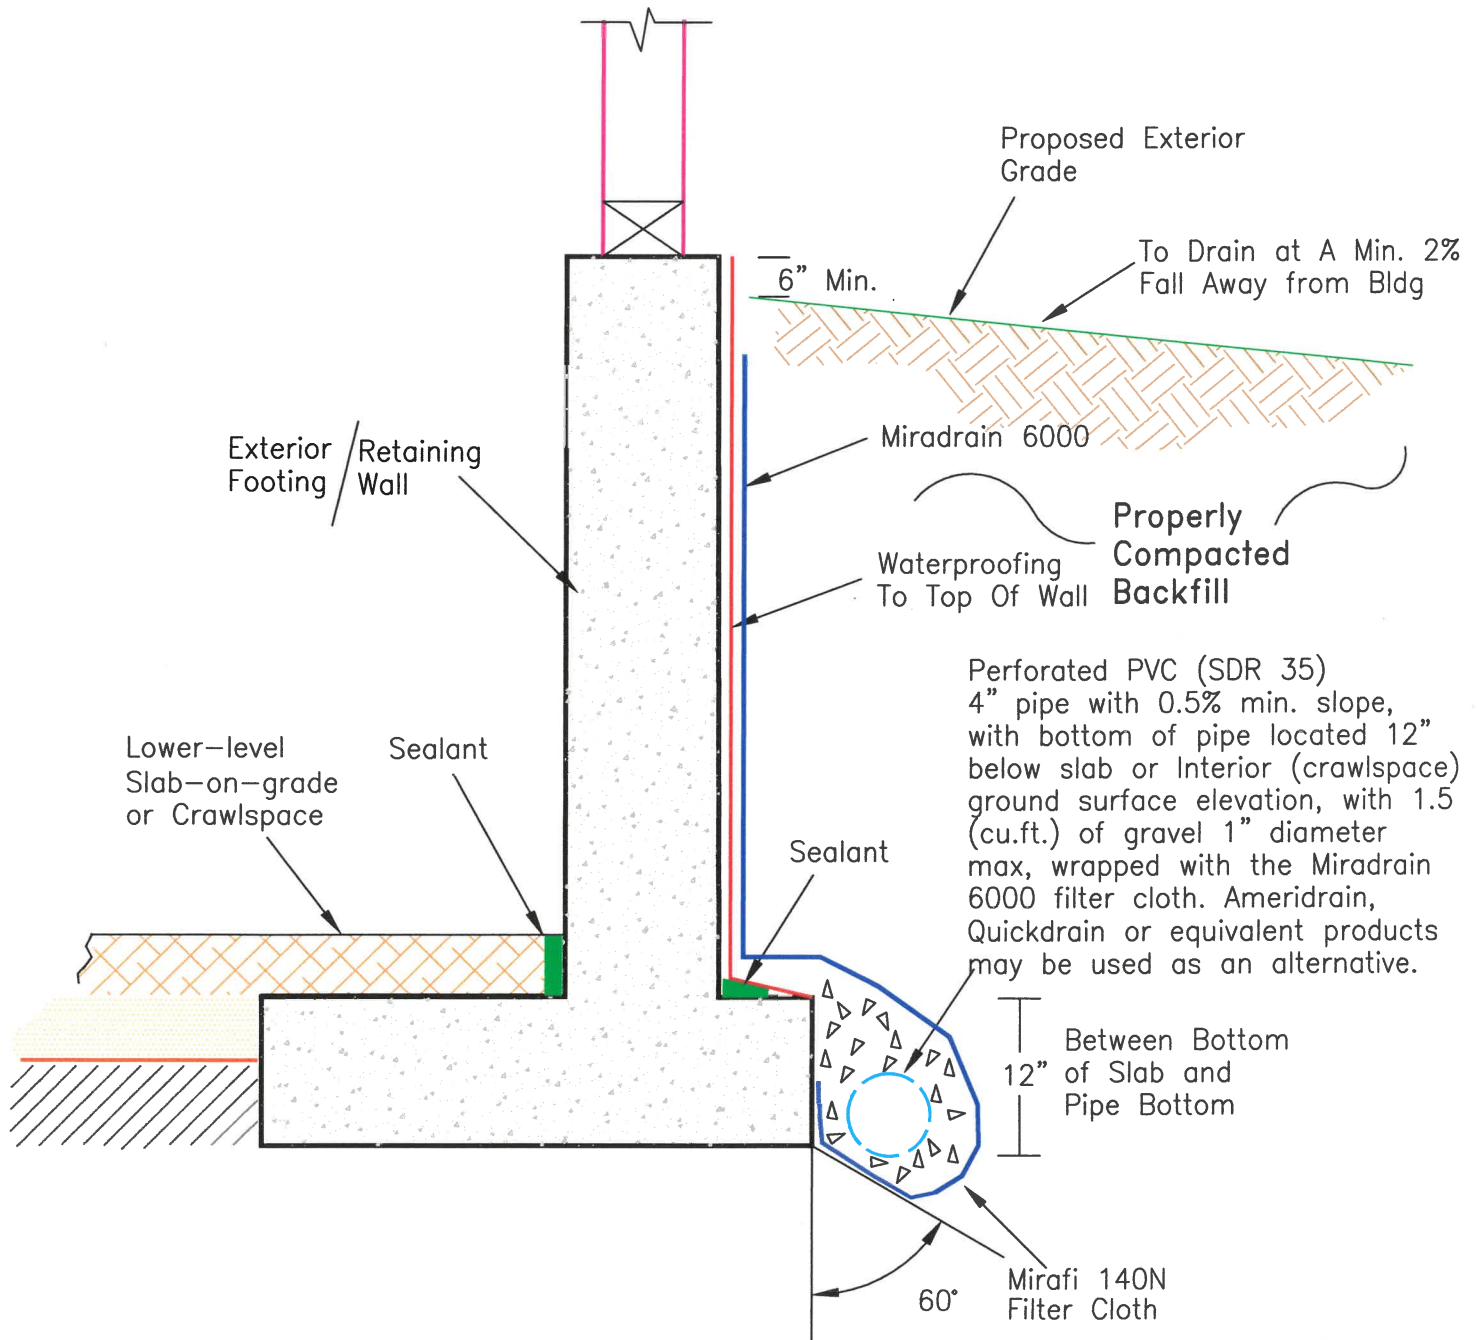 Proposed Exterior
Grade
To Drain at A Min. 2%
Fall Away from Bldg
6" Min.
Miradrain 6000
Exterior / Retaining
Footing / Wall
Properly
Compacted
Backfill
Waterproofing
To Top Of Wall
Perforated PVC (SDR 35)
4" pipe with 0.5% min. slope,
with bottom of pipe located 12"
below slab or Interior (crawlspace)
ground surface elevation, with 1.5
(cu.ft.) of gravel 1" diameter
max, wrapped with the Miradrain
6000 filter cloth. Ameridrain,
Quickdrain or equivalent products
may be used as an alternative.
Lower-level
Slab-on-grade
or Crawlspace
Sealant
Sealant
12"
Between Bottom
of Slab and
Pipe Bottom
60°
Mirafi 140N
Filter Cloth